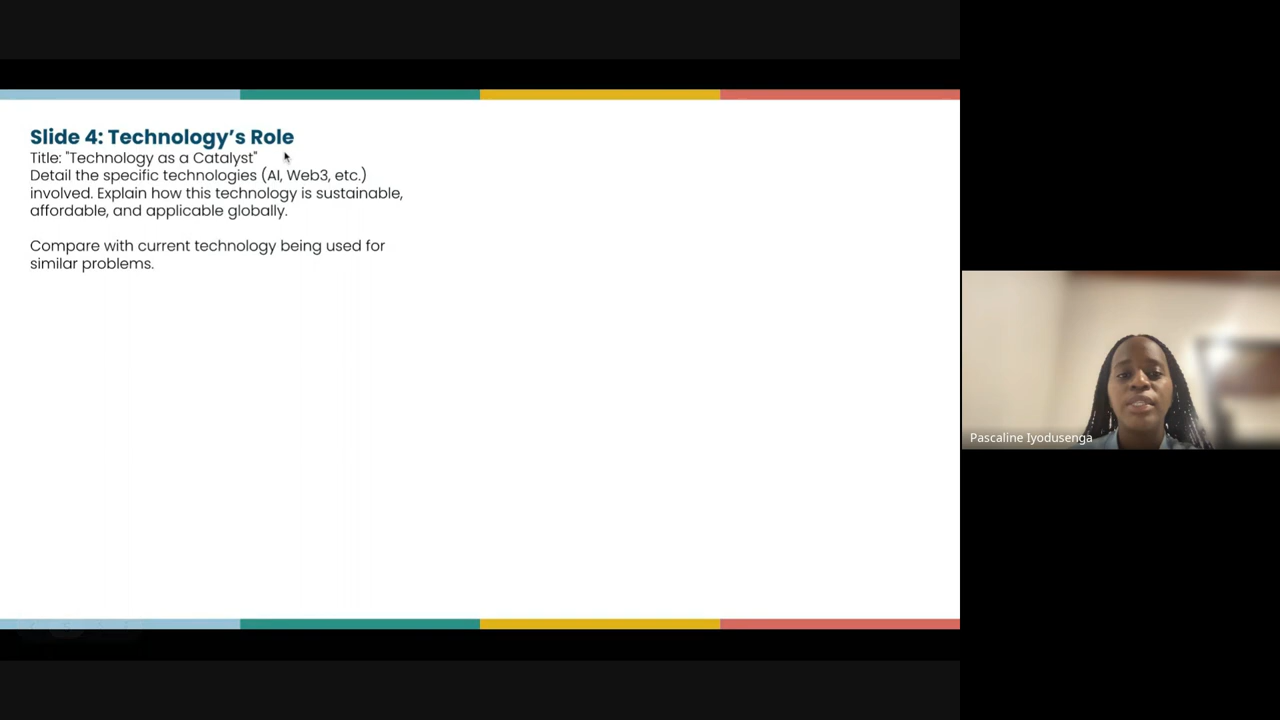 Slide 4: Technology’s Role
Title: "Technology as a Catalyst"
Detail the specific technologies (AI, Web3, etc.)
involved. Explain how this technology is sustainable,
affordable, and applicable globally.
Compare with current technology being used for
similar problems.
Pascaline Iyodusenga